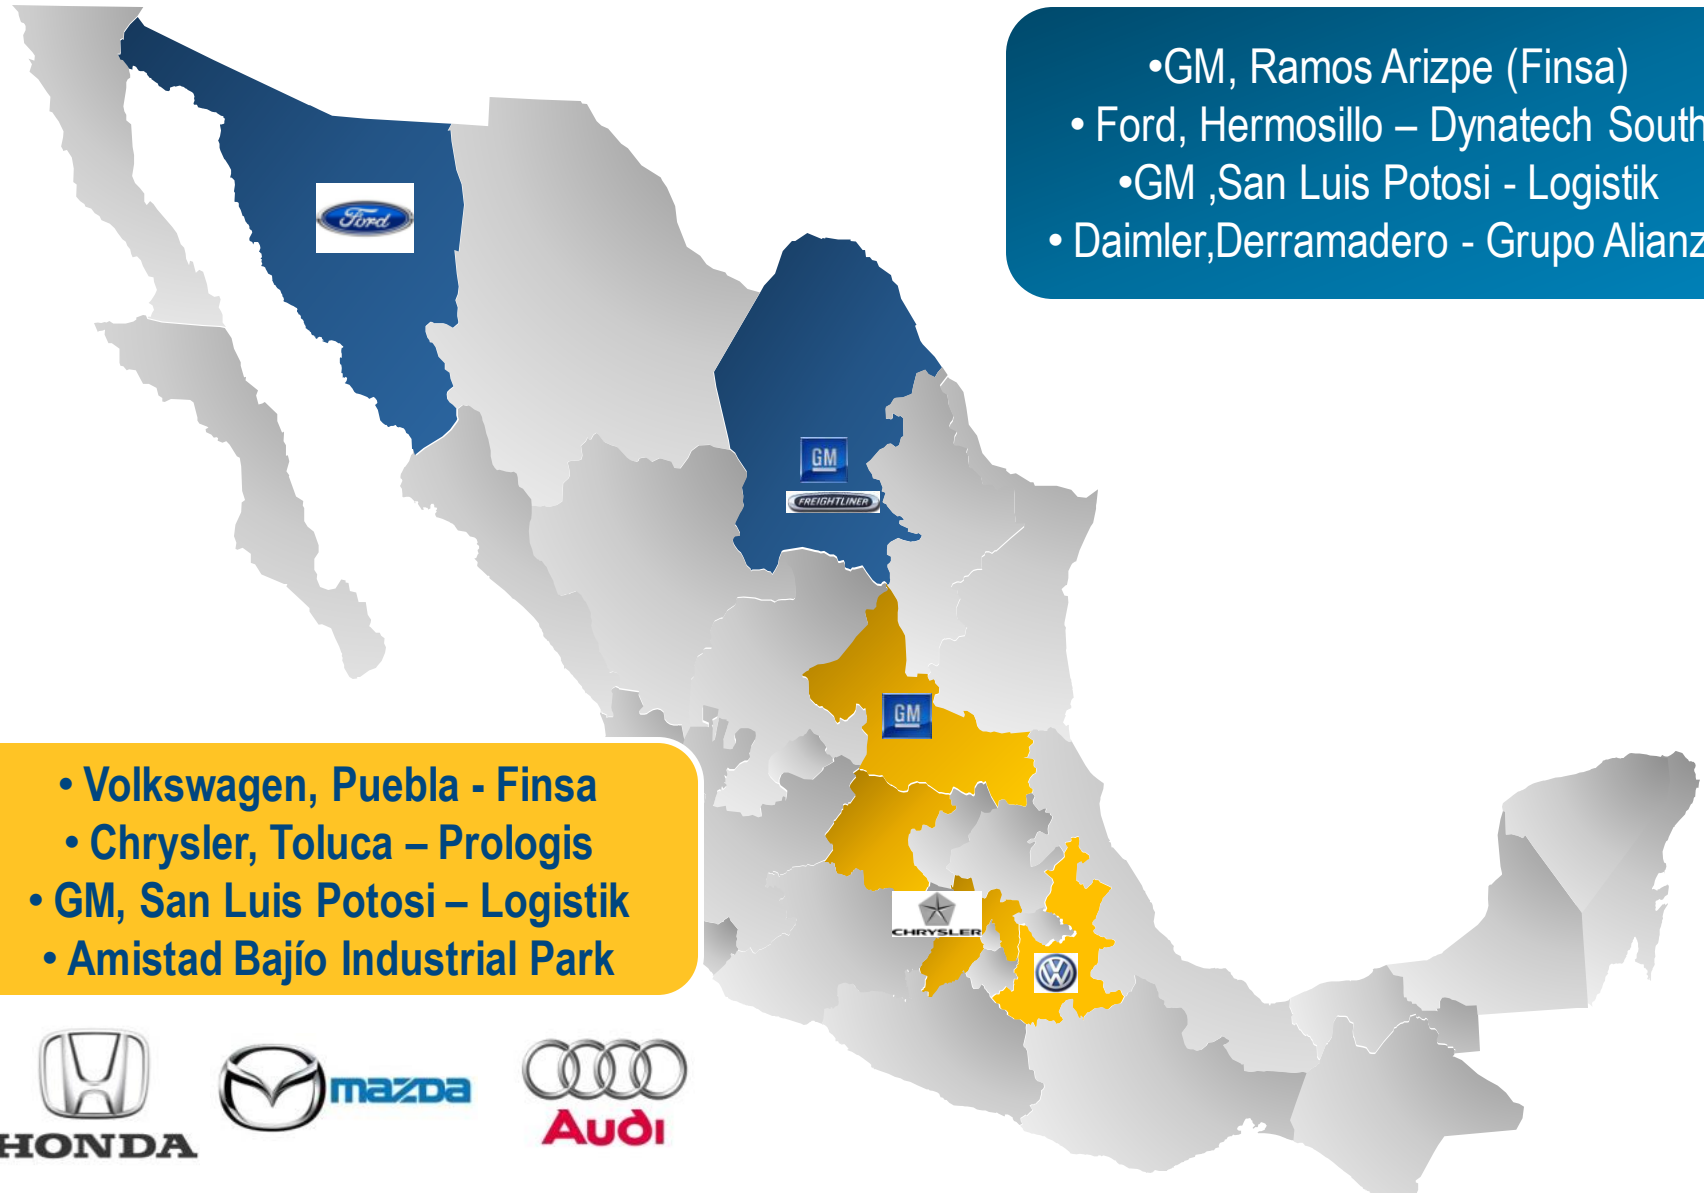 •GM, Ramos Arizpe (Finsa)
• Ford, Hermosillo – Dynatech South
•GM ,San Luis Potosi - Logistik
• Daimler,Derramadero - Grupo Alianz
Ford
GM
FREIGHTLINER
GM
• Volkswagen, Puebla - Finsa
• Chrysler, Toluca – Prologis
• GM, San Luis Potosi – Logistik
• Amistad Bajío Industrial Park
CHRYSLER
VW
HONDA
mazda
Audi